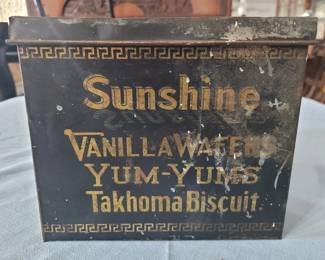 Sunshine
VANILLA WAFERS
YUM-YUMS
Takhoma Biscuit